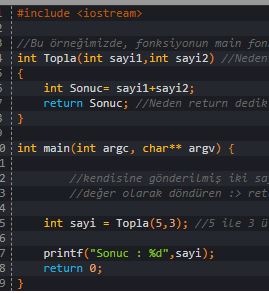 #include <iostream>
//Bu örneğimizde, fonksiyonun main fon
int Topla(int sayi1,int sayi2) //Neden
{
int Sonuc= sayi1+sayi2;
return Sonuc; //Neden return dedik
}
int main(int argc, char** argv) {
//kendisine gönderilmiş iki sa
//değer olarak döndüren :> ret
int sayi = Topla(5,3); //5 ile 3 ü
printf("Sonuc : %d",sayi);
return 0;
}